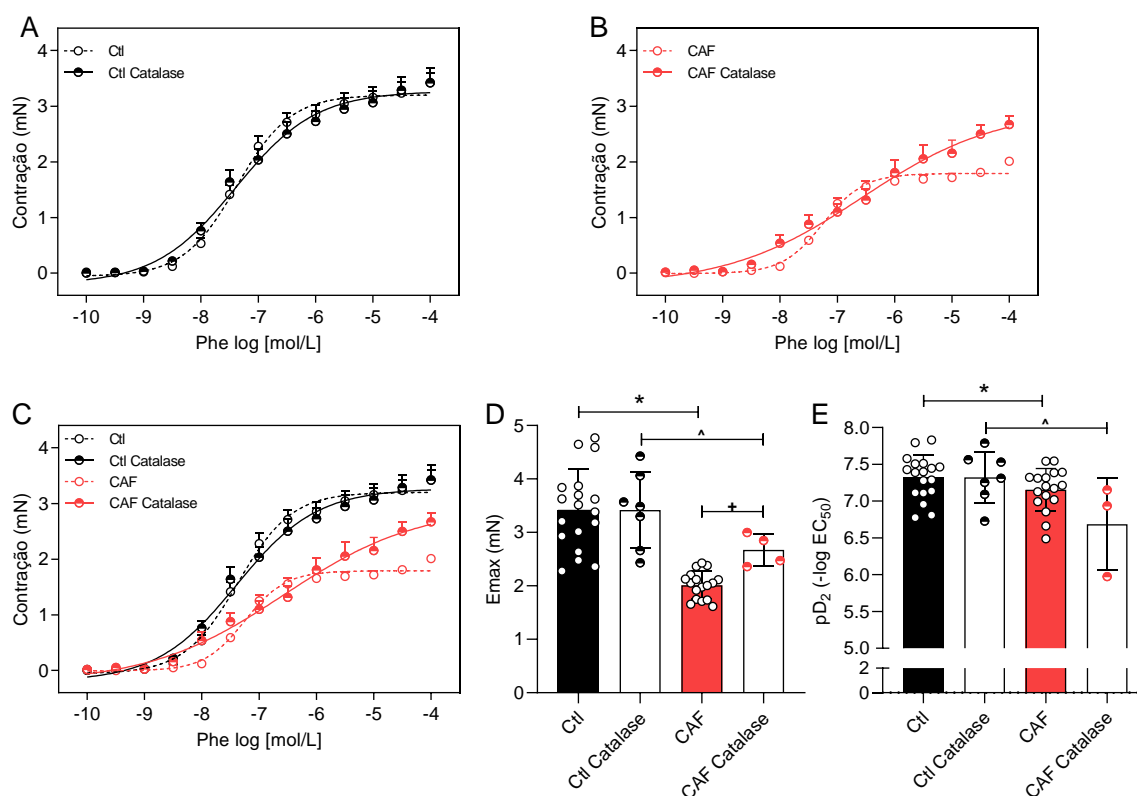 A
Ctl
Ctl Catalase
Contração (mN)
4
3
2
1
0
-10 -9 -8 -7 -6 -5 -4
Phe log [mol/L]
B
CAF
CAF Catalase
Contração (mN)
4
3
2
1
0
-10 -9 -8 -7 -6 -5 -4
Phe log [mol/L]
C
Ctl
Ctl Catalase
CAF
CAF Catalase
Contração (mN)
4
3
2
1
0
-10 -9 -8 -7 -6 -5 -4
Phe log [mol/L]
D
*
^
+
Emax (mN)
5
4
3
2
1
0
Ctl
Ctl Catalase
CAF
CAF Catalase
E
*
^
pD₂ (-log EC₅₀)
8.0
7.5
7.0
6.5
6.0
5.5
5.0
2
0
Ctl
Ctl Catalase
CAF
CAF Catalase